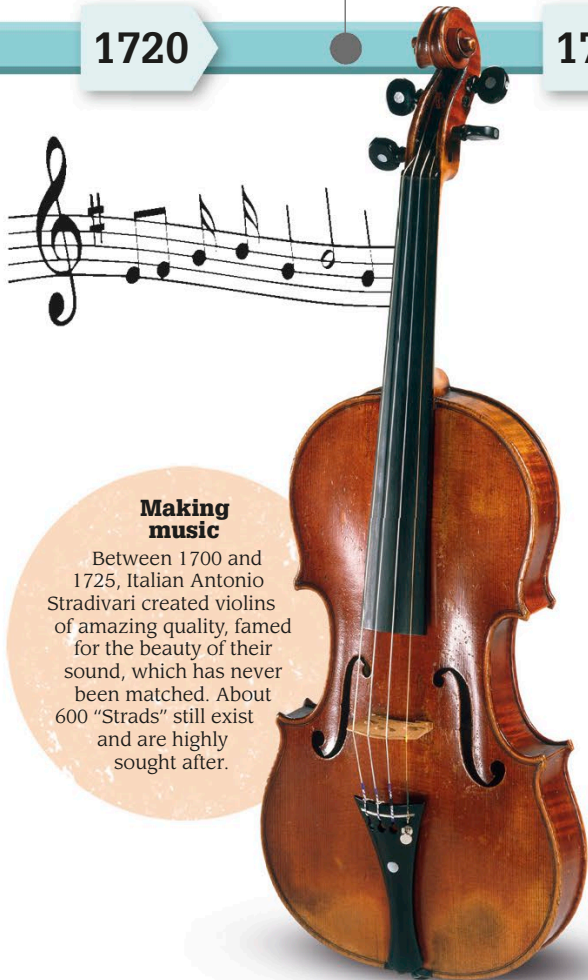 1720
17
Making
music
Between 1700 and
1725, Italian Antonio
Stradivari created violins
of amazing quality, famed
for the beauty of their
sound, which has never
been matched. About
600 “Strads” still exist
and are highly
sought after.